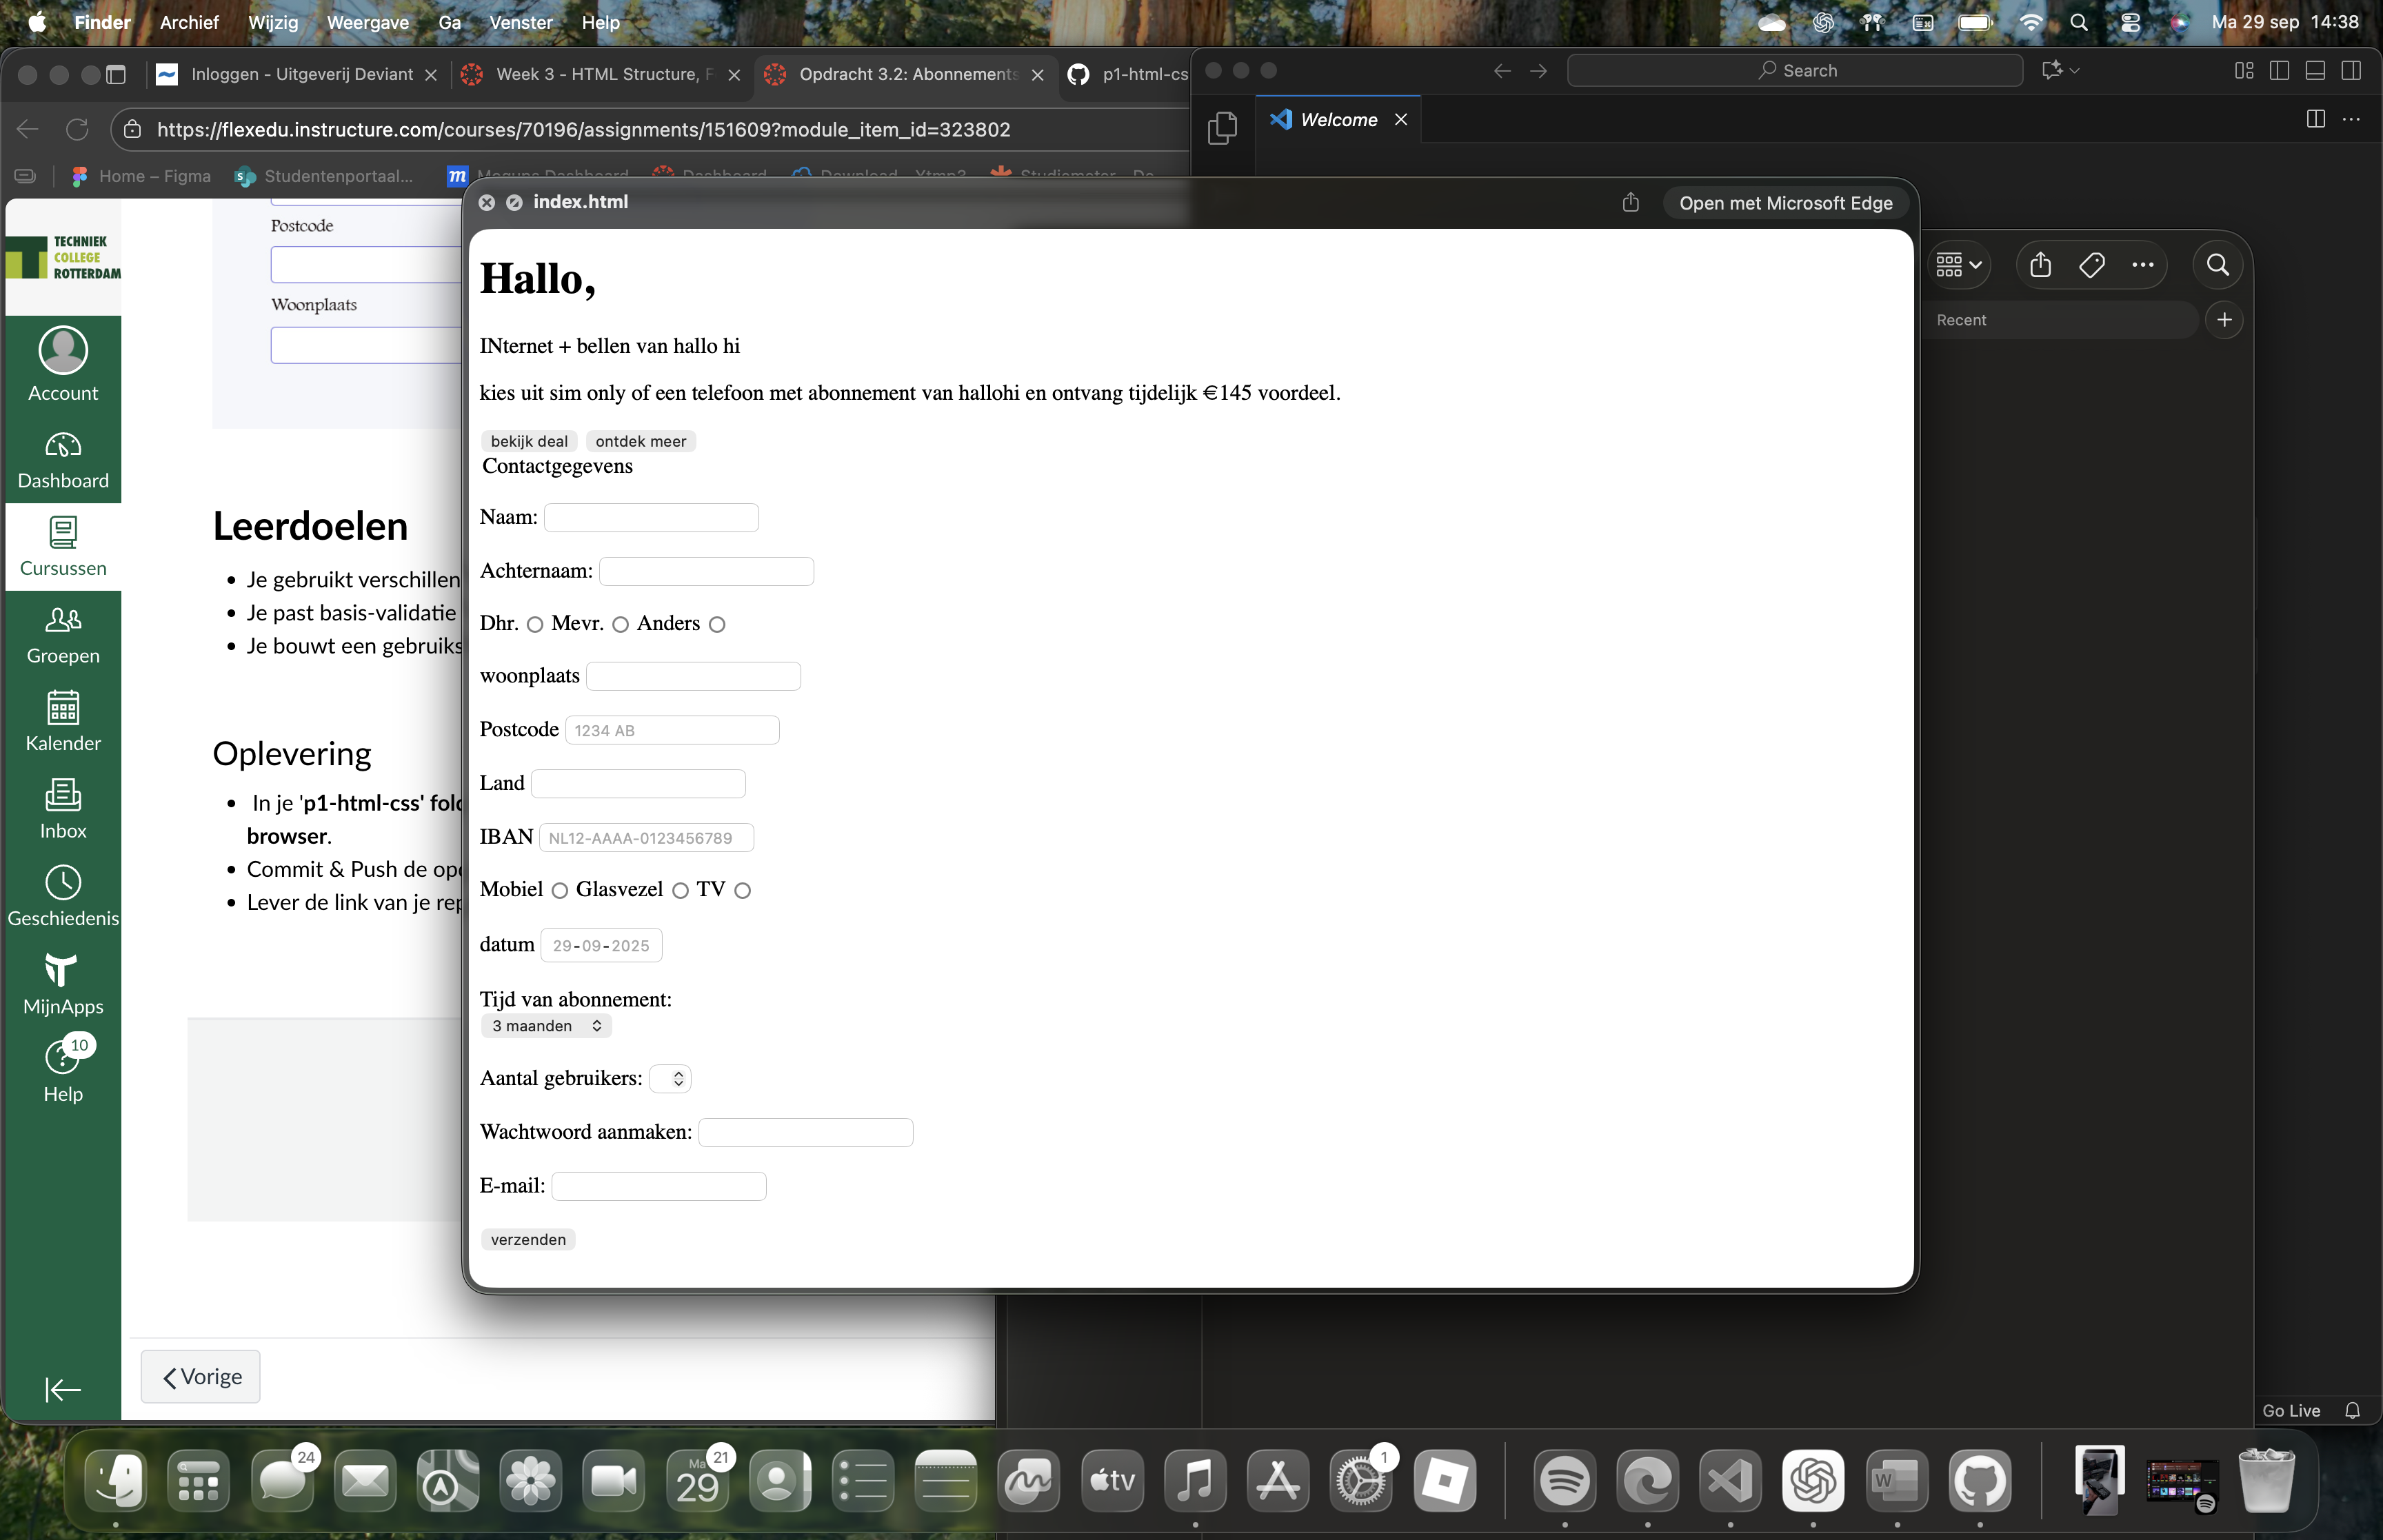 Finder Archief Wijzig Weergave Ga Venster Help Ma 29 sep 14:38
Inloggen - Uitgeverij Deviant Week 3 - HTML Structure, F Opdracht 3.2: Abonnements p1-html-cs
Search
https://flexedu.instructure.com/courses/70196/assignments/151609?module_item_id=323802
Welcome
Home – Figma Studentenportaal...
index.html
Open met Microsoft Edge
TECHNIEK
COLLEGE
ROTTERDAM
Account
Dashboard
Cursussen
Groepen
Kalender
Inbox
Geschiedenis
MijnApps
10
Help
Postcode
Woonplaats
Leerdoelen
Je gebruikt verschillen
Je past basis-validatie
Je bouwt een gebruiks
Oplevering
In je 'p1-html-css' fold
browser.
Commit & Push de opd
Lever de link van je rep
Vorige
Hallo,
INternet + bellen van hallo hi
kies uit sim only of een telefoon met abonnement van hallohi en ontvang tijdelijk €145 voordeel.
bekijk deal ontdek meer
Contactgegevens
Naam:
Achternaam:
Dhr. Mevr. Anders
woonplaats
Postcode 1234 AB
Land
IBAN NL12-AAAA-0123456789
Mobiel Glasvezel TV
datum 29-09-2025
Tijd van abonnement:
3 maanden
Aantal gebruikers:
Wachtwoord aanmaken:
E-mail:
verzenden
Recent
Go Live
24
Ma 21
29
tv
1
W